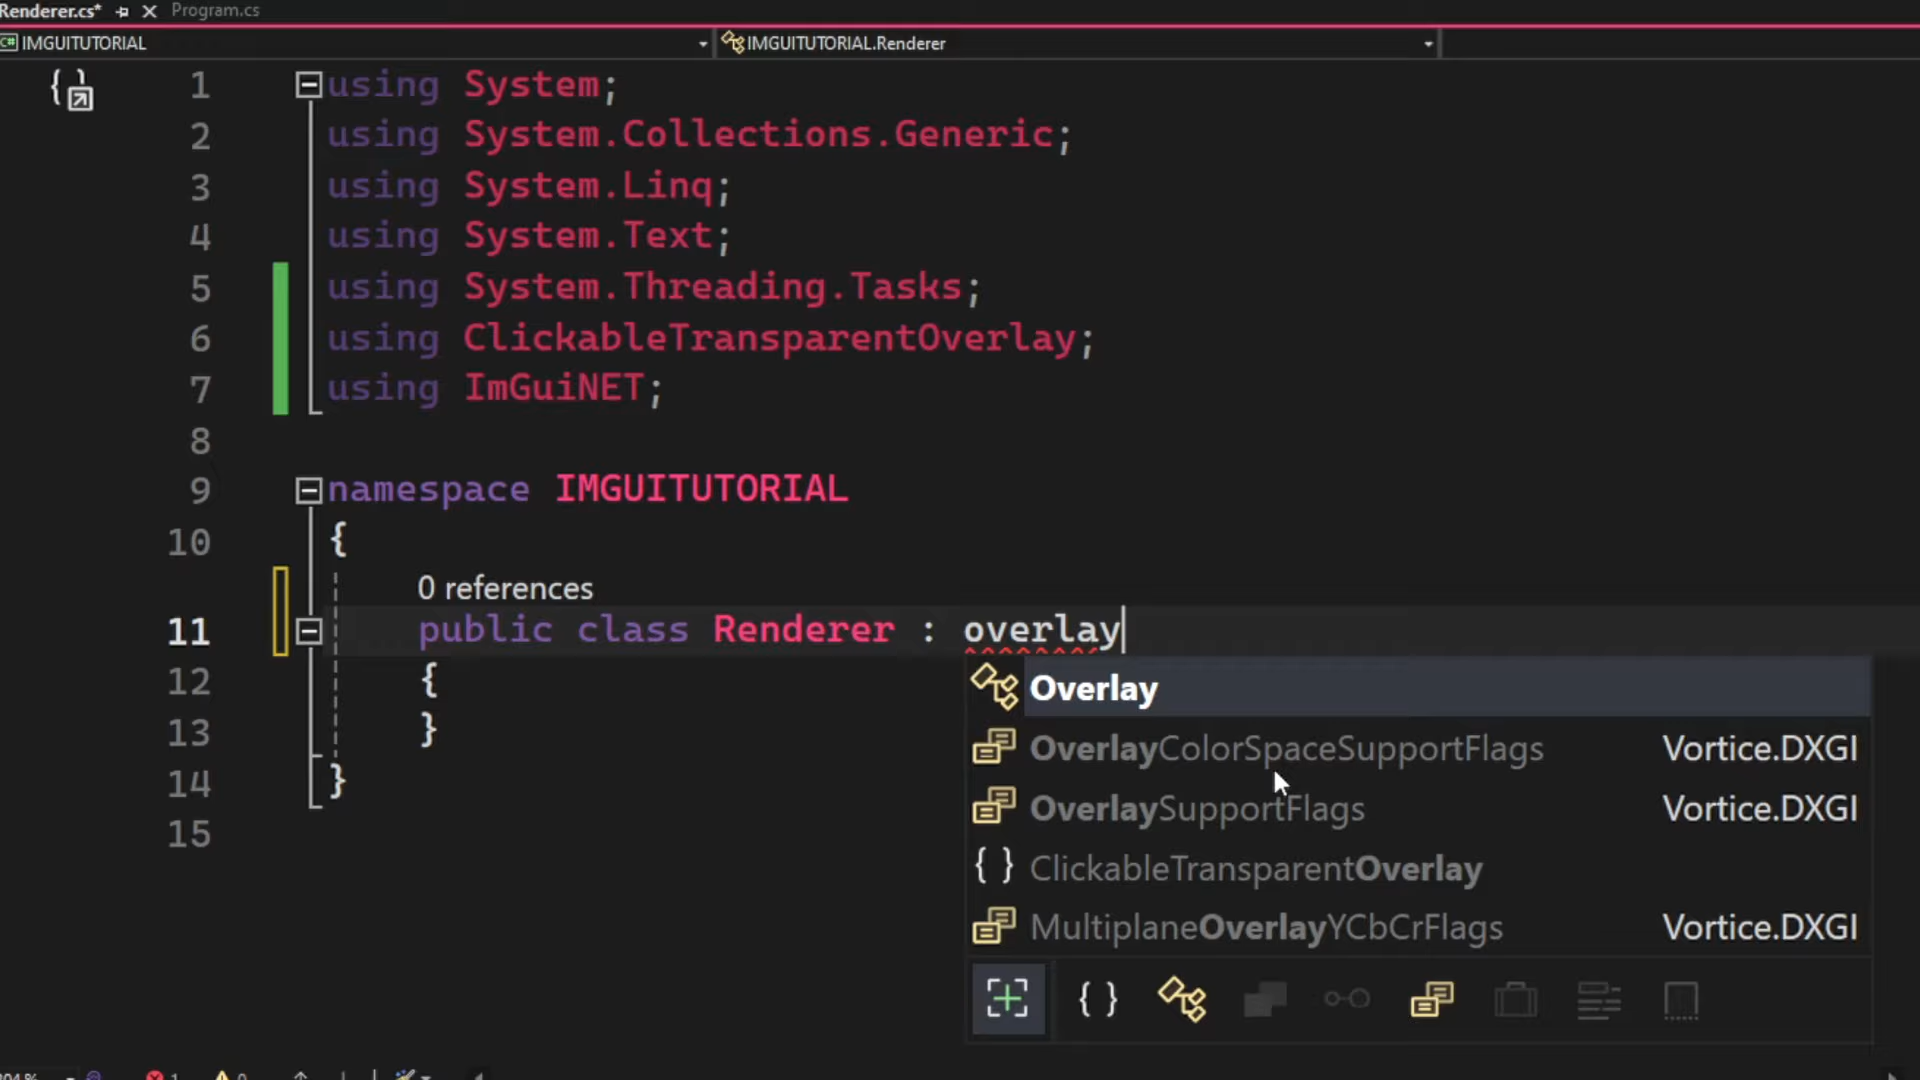 Renderer.cs* Program.cs
C# IMGUITUTORIAL IMGUITUTORIAL.Renderer
1 using System;
2 using System.Collections.Generic;
3 using System.Linq;
4 using System.Text;
5 using System.Threading.Tasks;
6 using ClickableTransparentOverlay;
7 using ImGuiNET;
8
9 namespace IMGUITUTORIAL
10 {
0 references
11 public class Renderer : overlay
12 {
13 }
14 }
15
Overlay
OverlayColorSpaceSupportFlags Vortice.DXGI
OverlaySupportFlags Vortice.DXGI
{ } ClickableTransparentOverlay
MultiplaneOverlayYCbCrFlags Vortice.DXGI